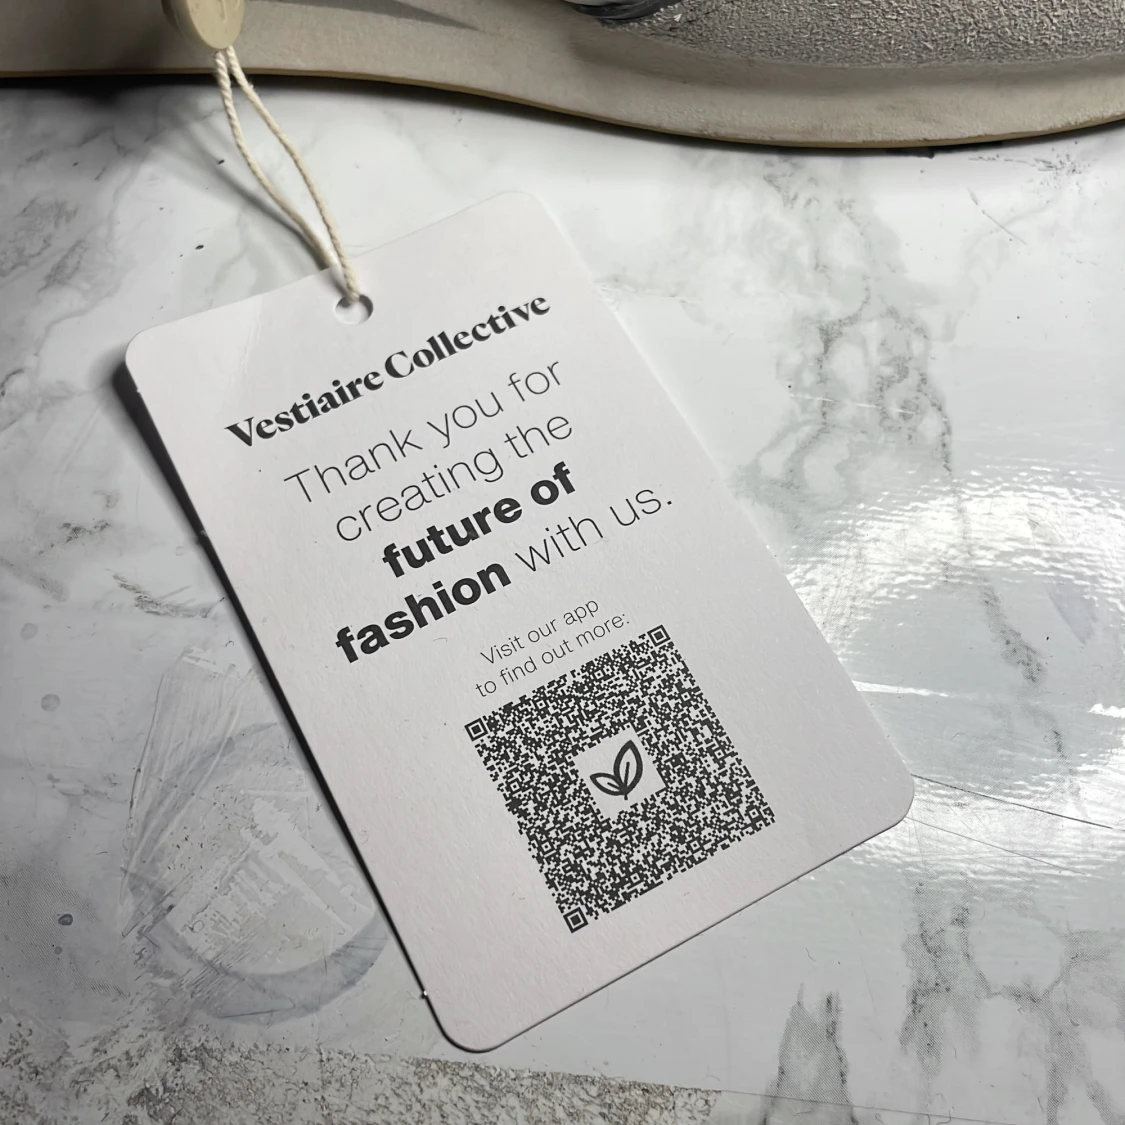 Vestiaire Collective
Thank you for
creating the
future of
fashion with us.
Visit our app
to find out more: